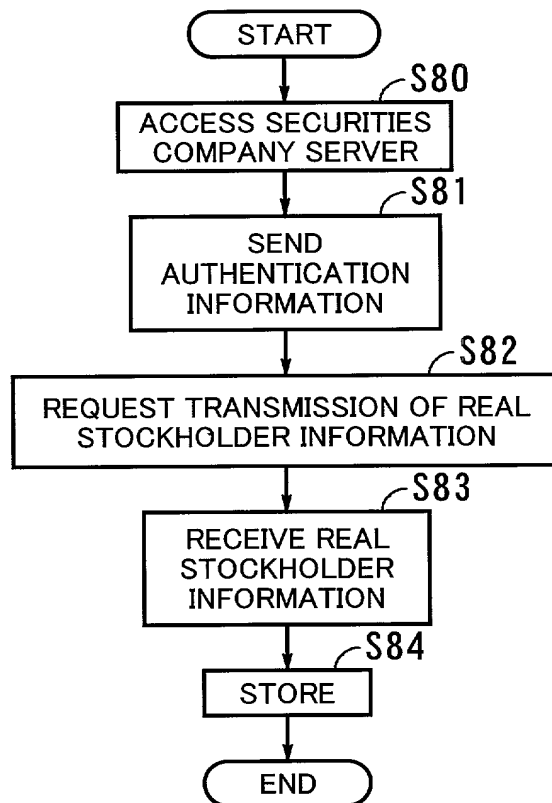 START
S80
ACCESS SECURITIES
COMPANY SERVER
S81
SEND
AUTHENTICATION
INFORMATION
S82
REQUEST TRANSMISSION OF REAL
STOCKHOLDER INFORMATION
S83
RECEIVE REAL
STOCKHOLDER
INFORMATION
S84
STORE
END